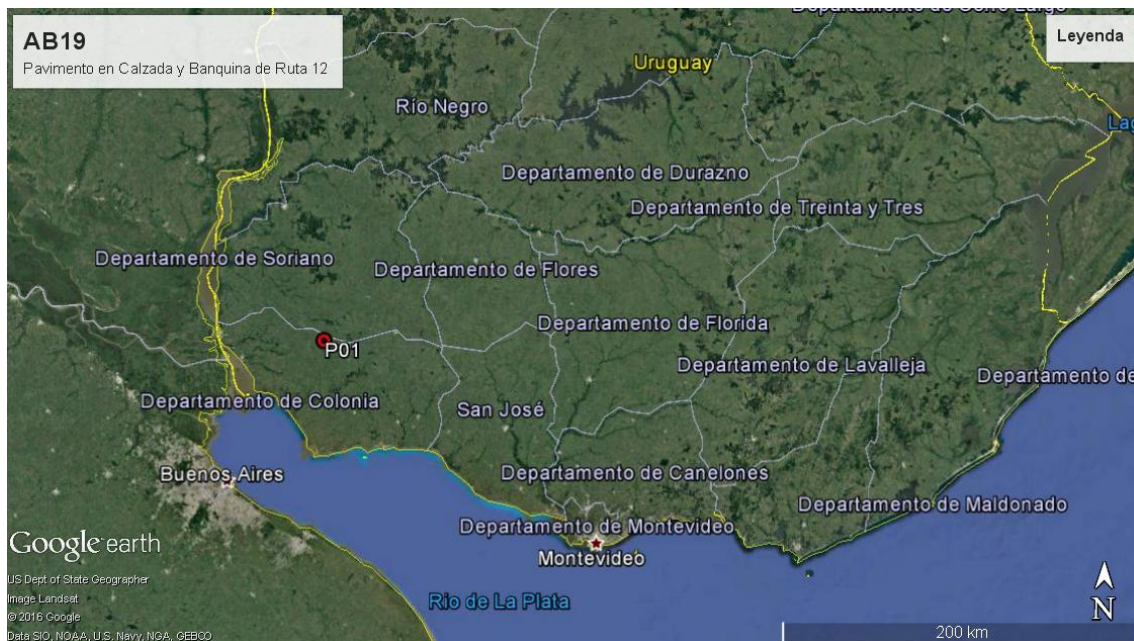 AB19
Pavimento en Calzada y Banquina de Ruta 12
Leyenda
Uruguay
Río Negro
Departamento de Durazno
Departamento de Treinta y Tres
Departamento de Soriano
Departamento de Flores
Departamento de Florida
P01
Departamento de Lavalleja
Departamento de
Departamento de Colonia
San José
Buenos Aires
Departamento de Canelones
Departamento de Maldonado
Departamento de Montevideo
Montevideo
Río de La Plata
Google earth
US Dept of State Geographer
Image Landsat
© 2016 Google
Data SIO, NOAA, U.S. Navy, NGA, GEBCO
N
200 km